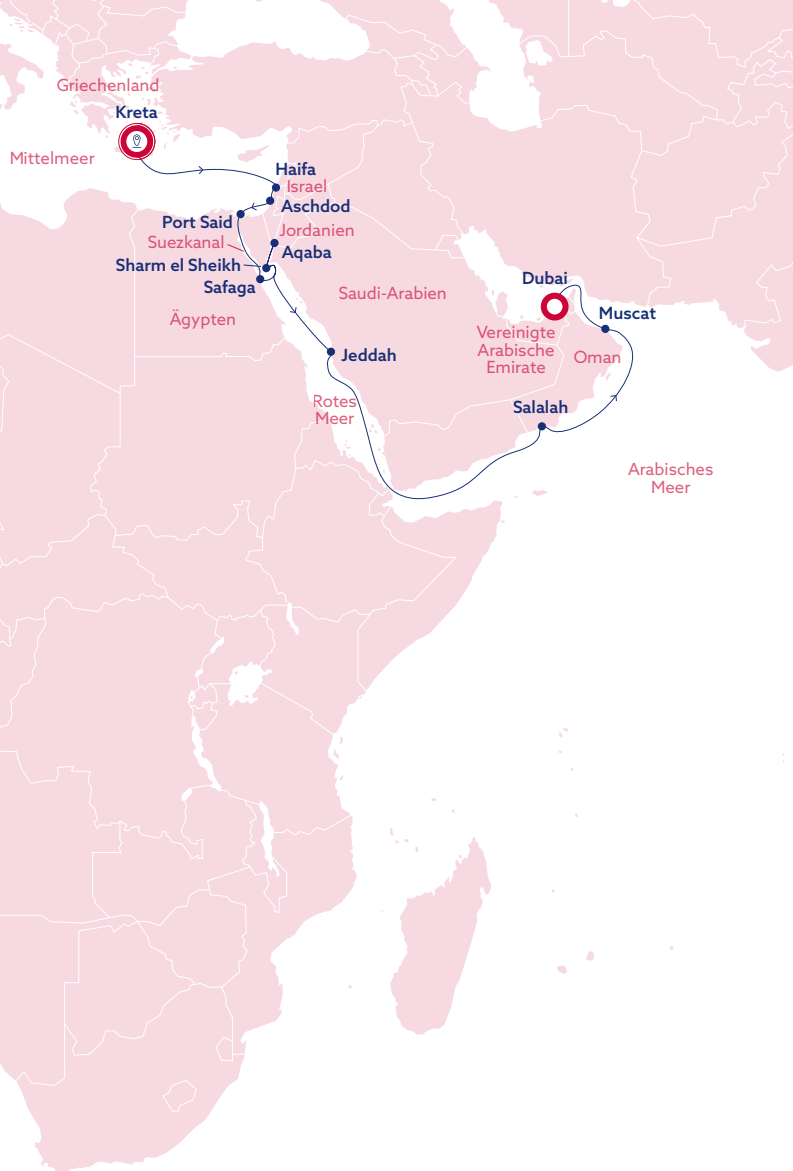 Griechenland
Kreta
Mittelmeer
Haifa
Israel
Aschdod
Port Said
Jordanien
Suezkanal
Aqaba
Sharm el Sheikh
Safaga
Dubai
Saudi-Arabien
Muscat
Ägypten
Vereinigte
Arabische
Emirate
Oman
Jeddah
Rotes
Meer
Salalah
Arabisches
Meer